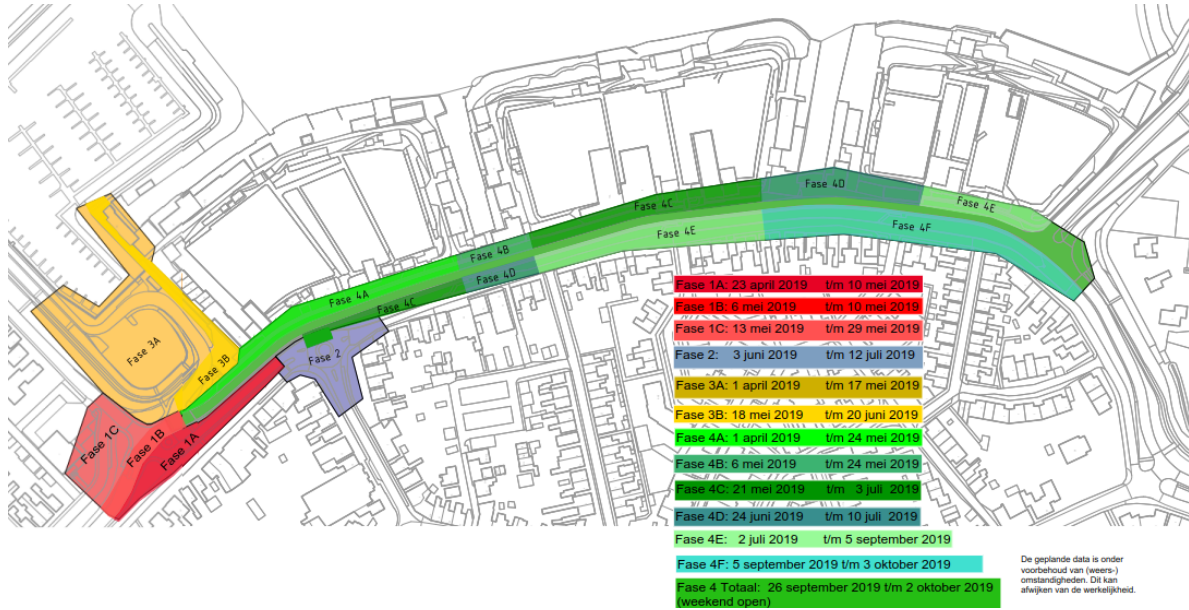 Fase 4D
Fase 4C
Fase 4E
Fase 4F
Fase 4E
Fase 4B
Fase 4D
Fase 4A
Fase 4C
Fase 3A
Fase 3B
Fase 2
Fase 1C
Fase 1B
Fase 1A
Fase 1A: 23 april 2019 t/m 10 mei 2019
Fase 1B: 6 mei 2019 t/m 10 mei 2019
Fase 1C: 13 mei 2019 t/m 29 mei 2019
Fase 2: 3 juni 2019 t/m 12 juli 2019
Fase 3A: 1 april 2019 t/m 17 mei 2019
Fase 3B: 18 mei 2019 t/m 20 juni 2019
Fase 4A: 1 april 2019 t/m 24 mei 2019
Fase 4B: 6 mei 2019 t/m 24 mei 2019
Fase 4C: 21 mei 2019 t/m 3 juli 2019
Fase 4D: 24 juni 2019 t/m 10 juli 2019
Fase 4E: 2 juli 2019 t/m 5 september 2019
Fase 4F: 5 september 2019 t/m 3 oktober 2019
Fase 4 Totaal: 26 september 2019 t/m 2 oktober 2019
(weekend open)
De geplande data is onder
voorbehoud van (weers-)
omstandigheden. Dit kan
afwijken van de werkelijkheid.